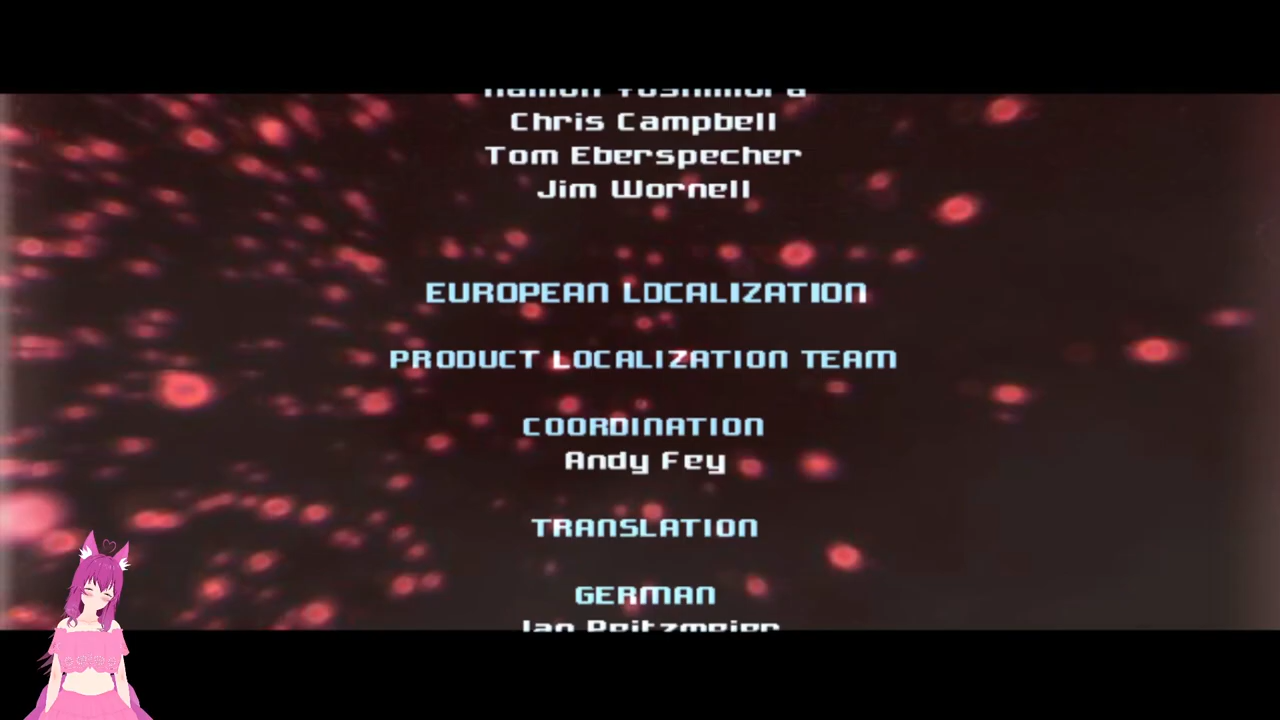 Chris Campbell
Tom Eberspecher
Jim Wornell
EUROPEAN LOCALIZATION
PRODUCT LOCALIZATION TEAM
COORDINATION
Andy Fey
TRANSLATION
GERMAN